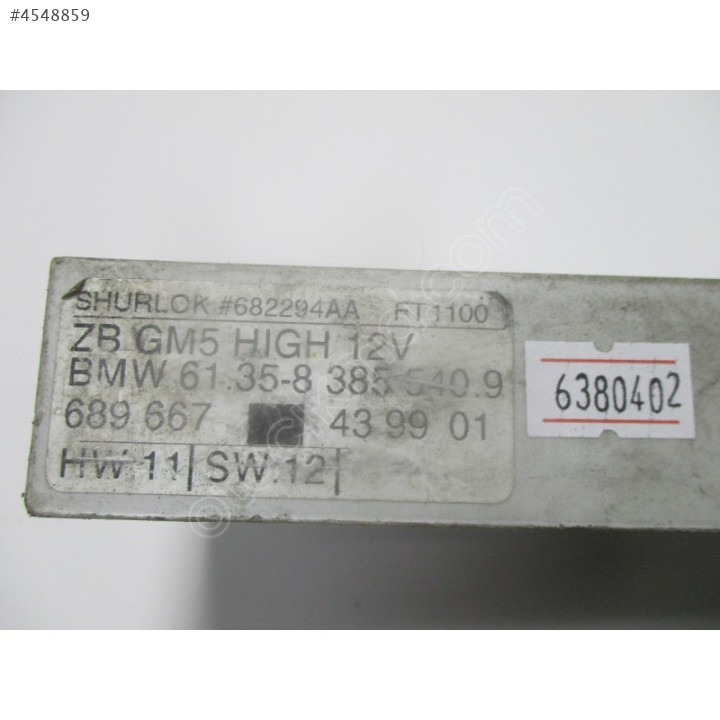 #4548859
SHURLOK #682294AA FT1100
ZB GM5 HIGH 12V
BMW 61.35-8 385 540.9
689 667 43 99 01
HW:11 SW:12
6380402